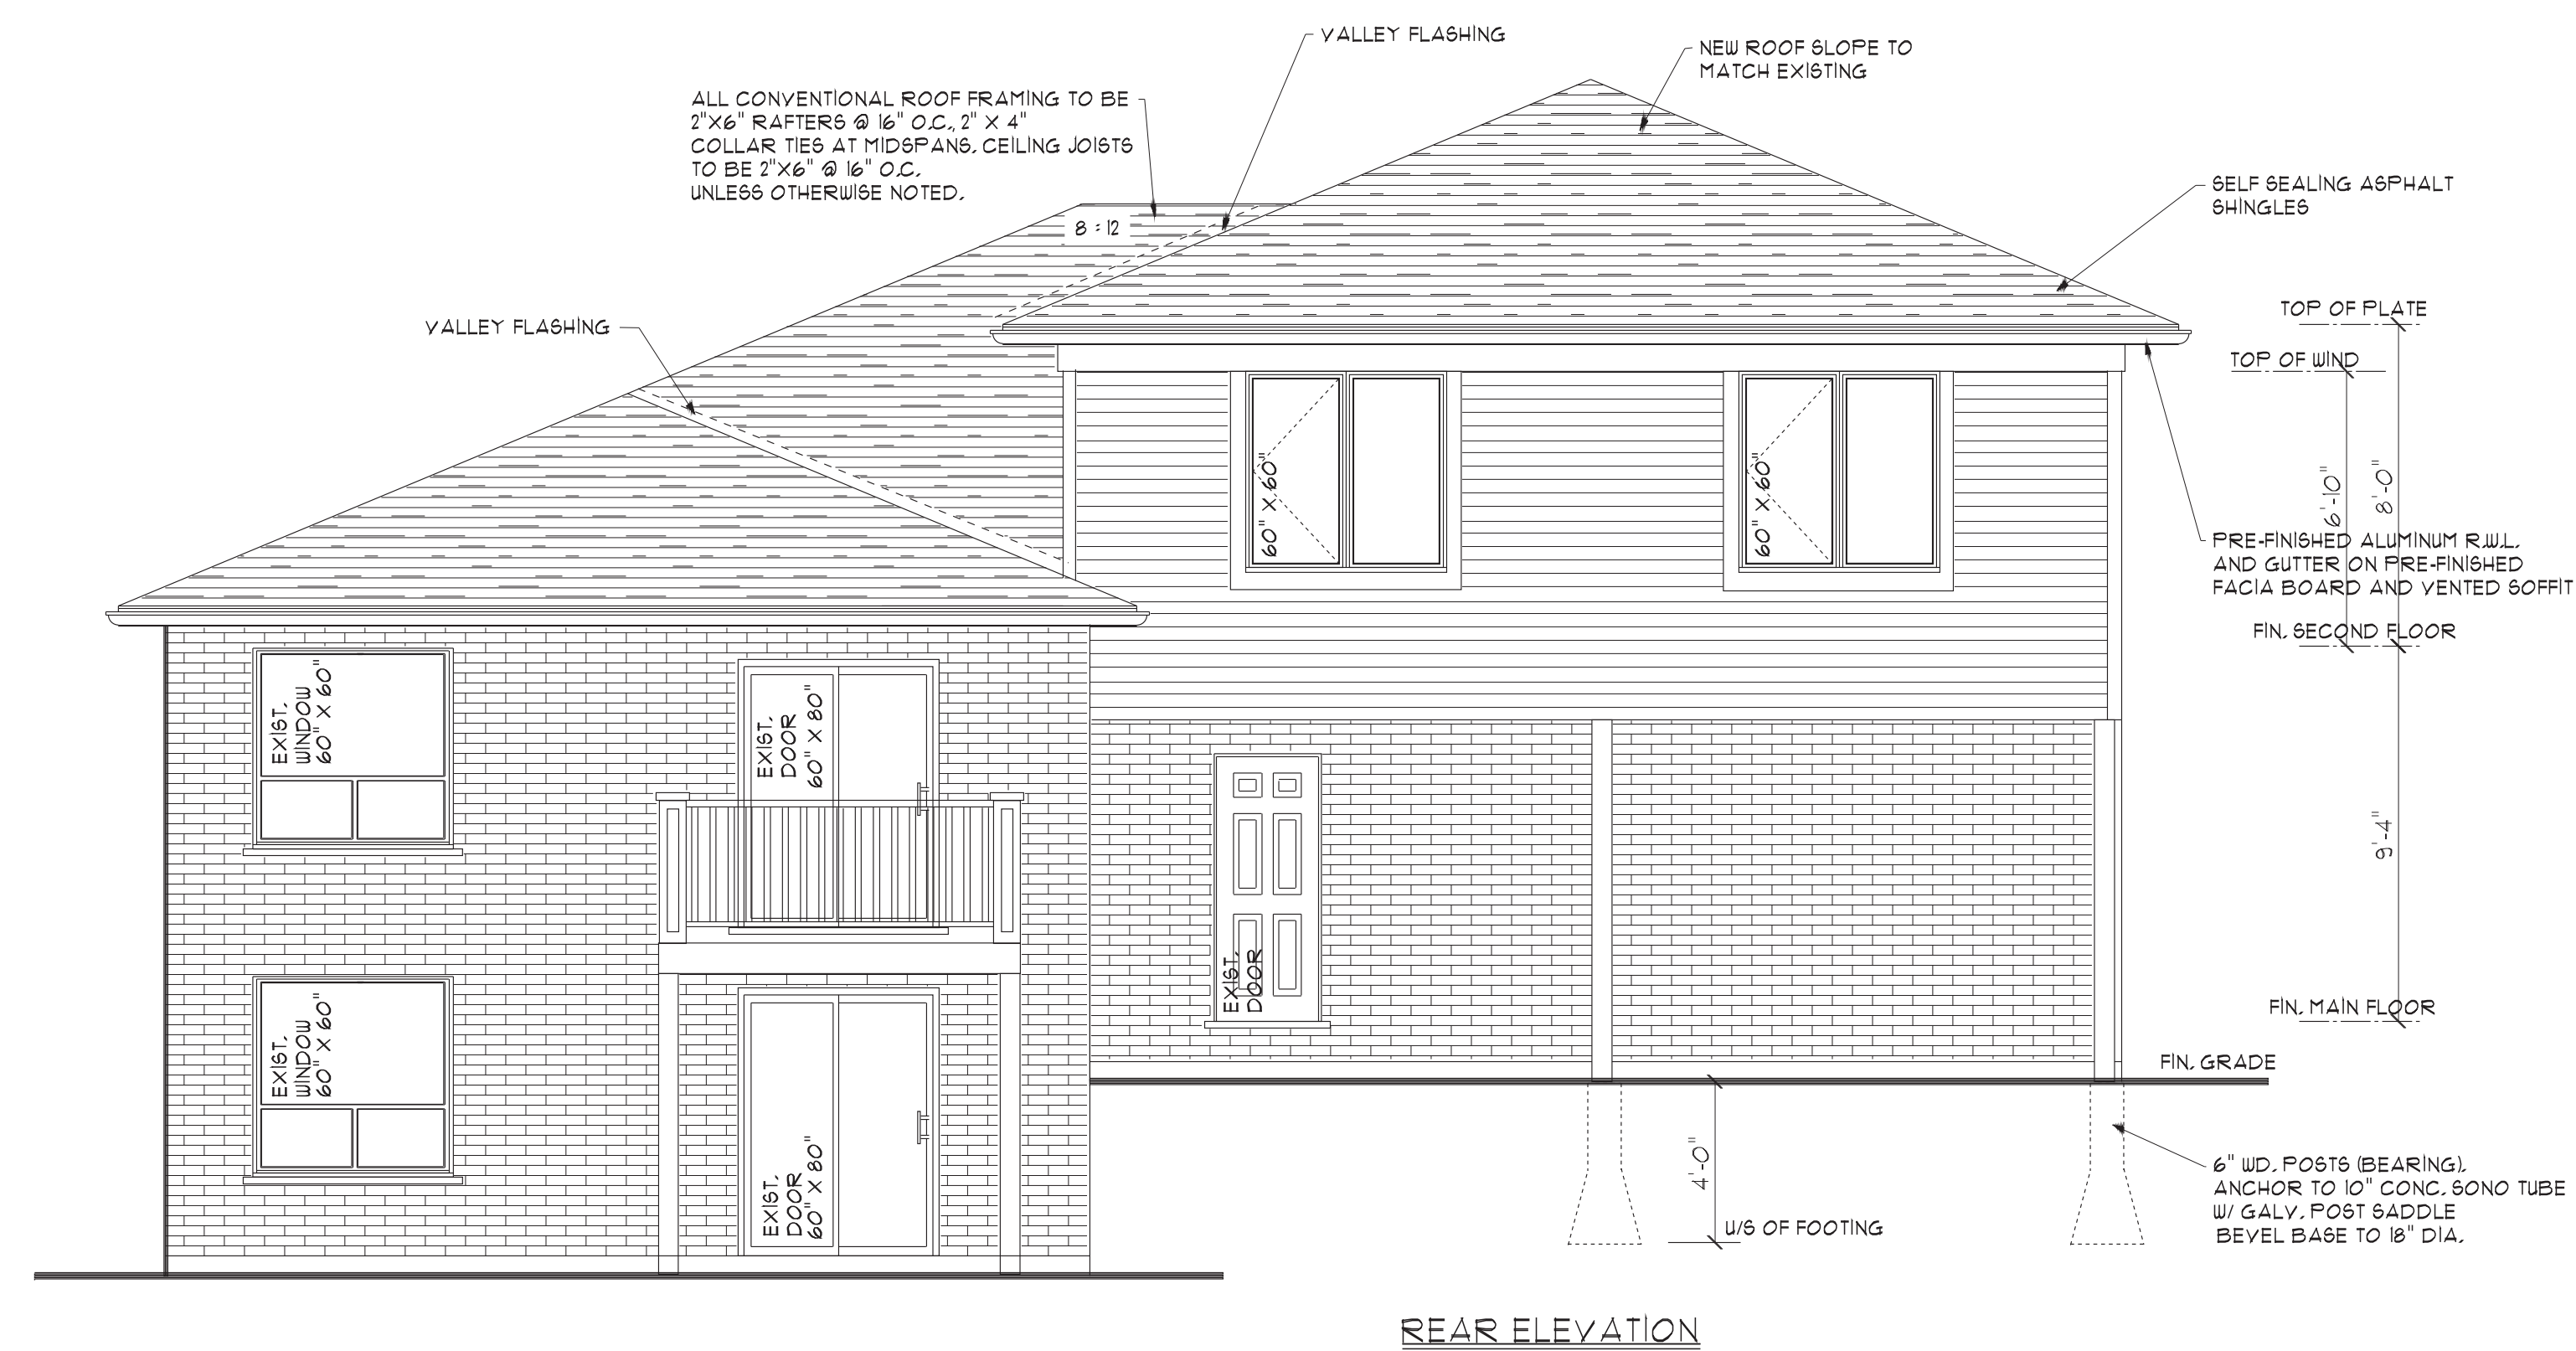 VALLEY FLASHING
NEW ROOF SLOPE TO
MATCH EXISTING
ALL CONVENTIONAL ROOF FRAMING TO BE
2"X6" RAFTERS @ 16" O.C., 2" X 4"
COLLAR TIES AT MIDSPANS. CEILING JOISTS
TO BE 2"X6" @ 16" O.C.
UNLESS OTHERWISE NOTED.
SELF SEALING ASPHALT
SHINGLES
8 : 12
TOP OF PLATE
VALLEY FLASHING
TOP OF WIND
60" X 60"
60" X 60"
6'-10"
8'-0"
PRE-FINISHED ALUMINUM R.W.L.
AND GUTTER ON PRE-FINISHED
FACIA BOARD AND VENTED SOFFIT
FIN. SECOND FLOOR
EXIST.
WINDOW
60" X 60"
EXIST.
DOOR
60" X 80"
9'-4"
EXIST.
DOOR
FIN. MAIN FLOOR
EXIST.
WINDOW
60" X 60"
FIN. GRADE
EXIST.
DOOR
60" X 80"
4'-0"
6" WD. POSTS (BEARING).
ANCHOR TO 10" CONC. SONO TUBE
W/ GALV. POST SADDLE
BEVEL BASE TO 18" DIA.
U/S OF FOOTING
REAR ELEVATION